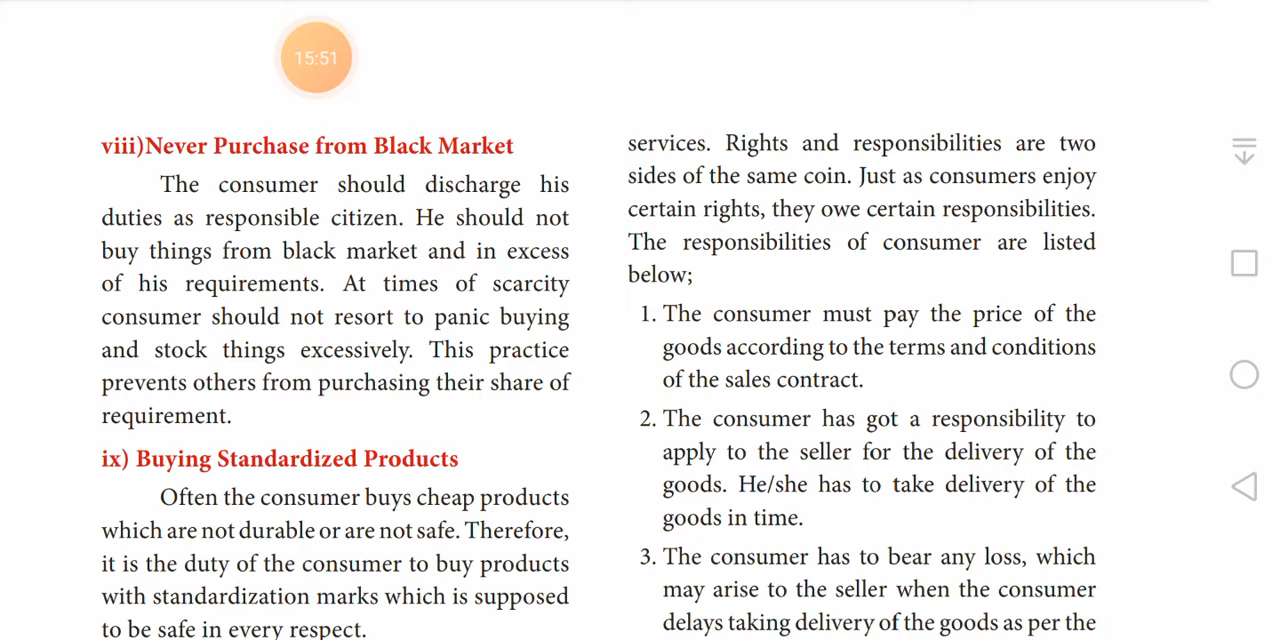 15:51
viii)Never Purchase from Black Market
The consumer should discharge his
duties as responsible citizen. He should not
buy things from black market and in excess
of his requirements. At times of scarcity
consumer should not resort to panic buying
and stock things excessively. This practice
prevents others from purchasing their share of
requirement.
ix) Buying Standardized Products
Often the consumer buys cheap products
which are not durable or are not safe. Therefore,
it is the duty of the consumer to buy products
with standardization marks which is supposed
to be safe in every respect.
services. Rights and responsibilities are two
sides of the same coin. Just as consumers enjoy
certain rights, they owe certain responsibilities.
The responsibilities of consumer are listed
below;
1. The consumer must pay the price of the
goods according to the terms and conditions
of the sales contract.
2. The consumer has got a responsibility to
apply to the seller for the delivery of the
goods. He/she has to take delivery of the
goods in time.
3. The consumer has to bear any loss, which
may arise to the seller when the consumer
delays taking delivery of the goods as per the